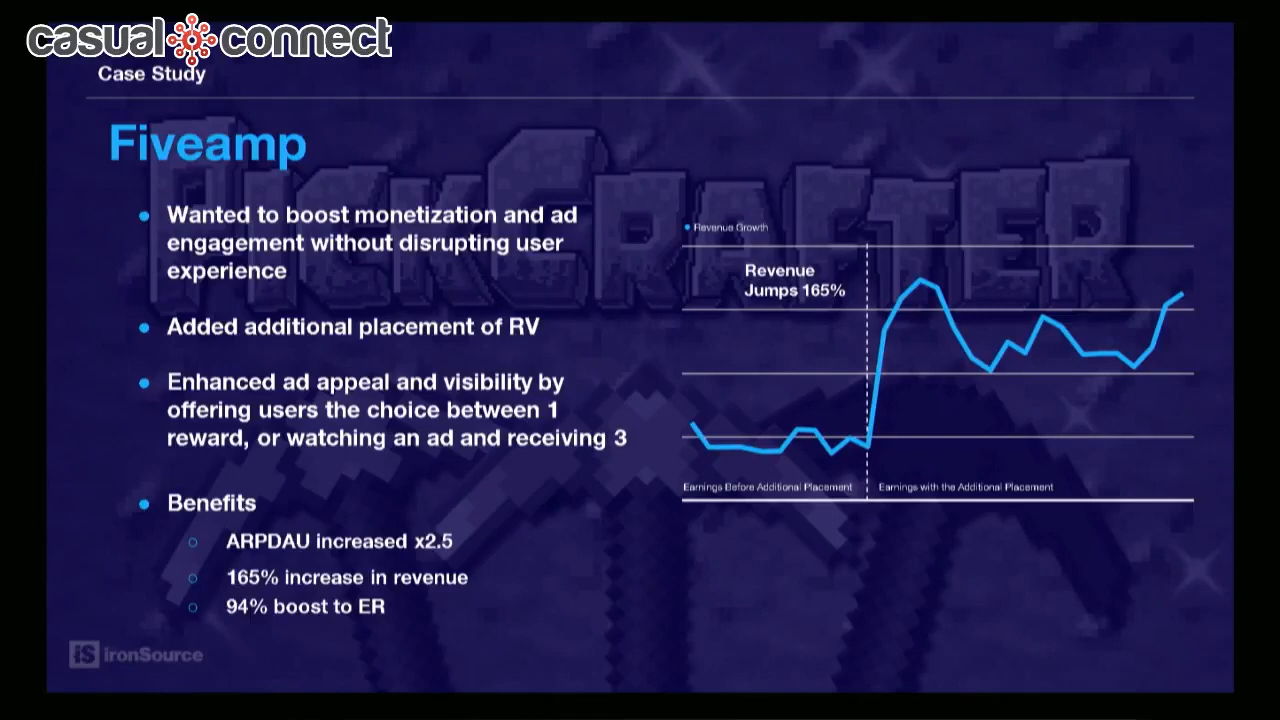 casual connect
Case Study
Fiveamp
PickCrafter
Wanted to boost monetization and ad
engagement without disrupting user
experience
Added additional placement of RV
Enhanced ad appeal and visibility by
offering users the choice between 1
reward, or watching an ad and receiving 3
Benefits
ARPDAU increased x2.5
165% increase in revenue
94% boost to ER
Revenue Growth
Revenue
Jumps 165%
Earnings Before Additional Placement
Earnings with the Additional Placement
iS ironSource